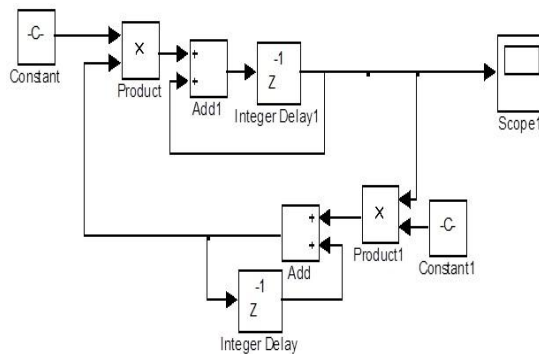 -C-
Constant
X
Product
+
+
Add1
-1
Z
Integer Delay1
Scope1
+
+
Add
X
Product1
-C-
Constant1
-1
Z
Integer Delay